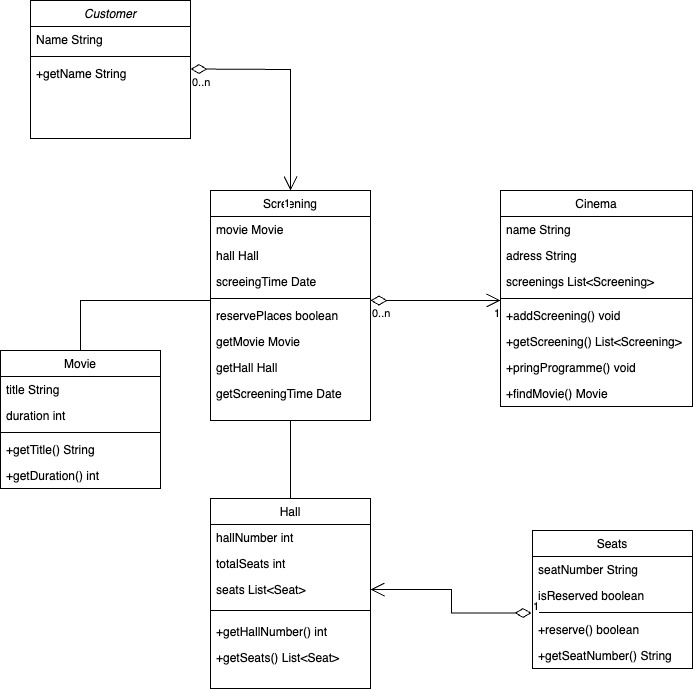 Customer
Name String
+getName String
0..n
Screening
1
movie Movie
hall Hall
screeingTime Date
reservePlaces boolean
getMovie Movie
getHall Hall
getScreeningTime Date
0..n
1
Cinema
name String
adress String
screenings List<Screening>
+addScreening() void
+getScreening() List<Screening>
+pringProgramme() void
+findMovie() Movie
Movie
title String
duration int
+getTitle() String
+getDuration() int
Hall
hallNumber int
totalSeats int
seats List<Seat>
+getHallNumber() int
+getSeats() List<Seat>
1
Seats
seatNumber String
isReserved boolean
+reserve() boolean
+getSeatNumber() String